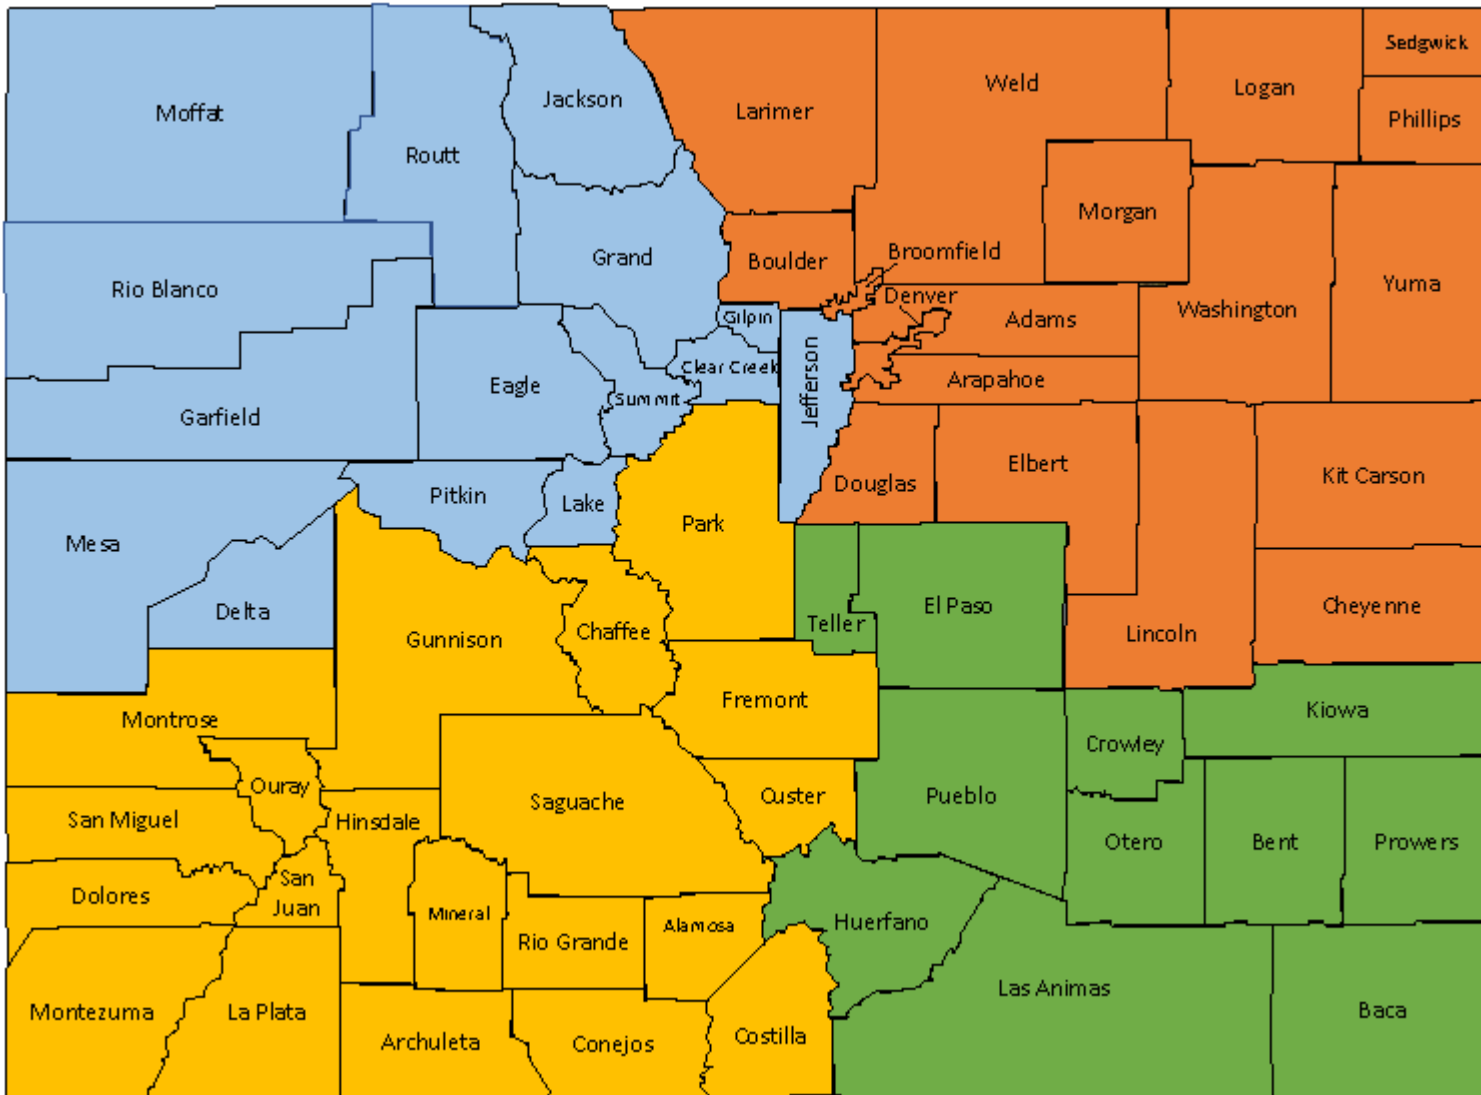 Sedgwick
Weld
Logan
Jackson
Larimer
Moffat
Phillips
Routt
Morgan
Broomfield
Grand
Boulder
Yuma
Rio Blanco
Denver
Washington
Gilpin
Adams
Clear Creek
Arapahoe
Eagle
Summit
Jefferson
Garfield
Elbert
Kit Carson
Douglas
Pitkin
Lake
Park
Mesa
El Paso
Cheyenne
Delta
Teller
Chaffee
Lincoln
Gunnison
Fremont
Kiowa
Montrose
Crowley
Ouray
Custer
Pueblo
Saguache
San Miguel
Hinsdale
Otero
Bent
Prowers
San
Juan
Dolores
Mineral
Alamosa
Huerfano
Rio Grande
Las Animas
Montezuma
La Plata
Baca
Costilla
Archuleta
Conejos